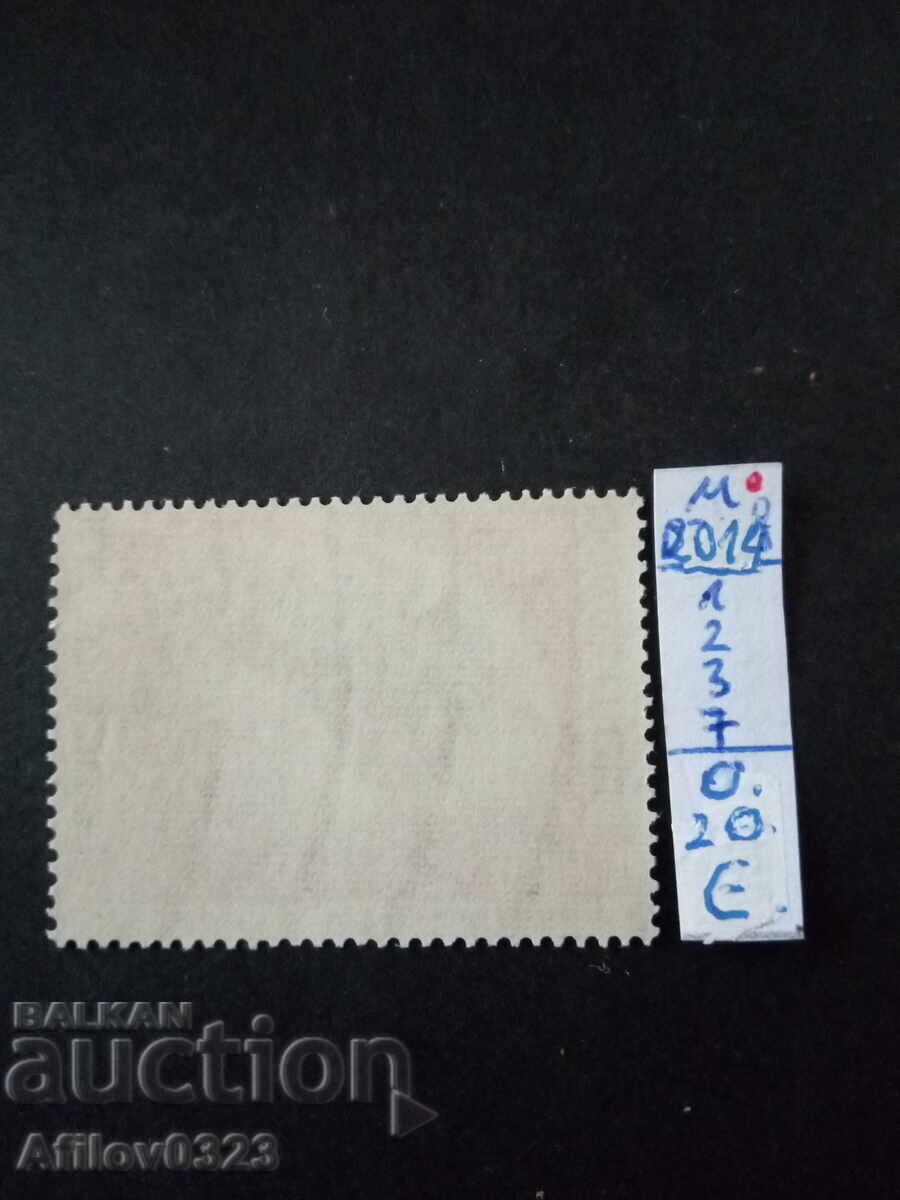 М
2014
1
2
3
7
0.
20
€.
BALKAN
auction
Afilov0323